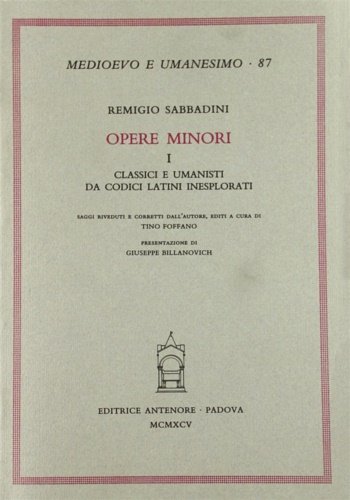 MEDIOEVO E UMANESIMO · 87
REMIGIO SABBADINI
OPERE MINORI
I
CLASSICI E UMANISTI
DA CODICI LATINI INESPLORATI
SAGGI RIVEDUTI E CORRETTI DALL'AUTORE, EDITI A CURA DI
TINO FOFFANO
PRESENTAZIONE DI
GIUSEPPE BILLANOVICH
EDITRICE ANTENORE · PADOVA
MCMXCV